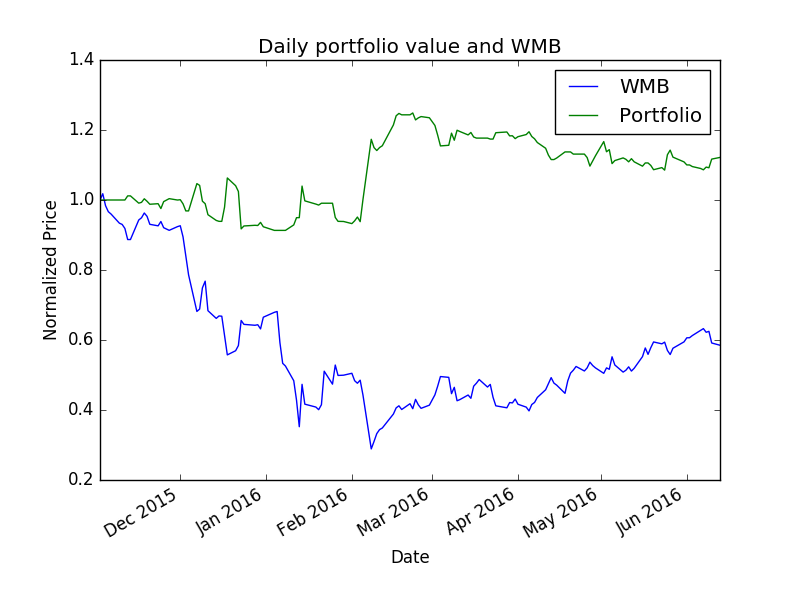 Daily portfolio value and WMB
WMB
Portfolio
1.4
1.2
1.0
0.8
0.6
0.4
0.2
Normalized Price
Dec 2015
Jan 2016
Feb 2016
Mar 2016
Apr 2016
May 2016
Jun 2016
Date